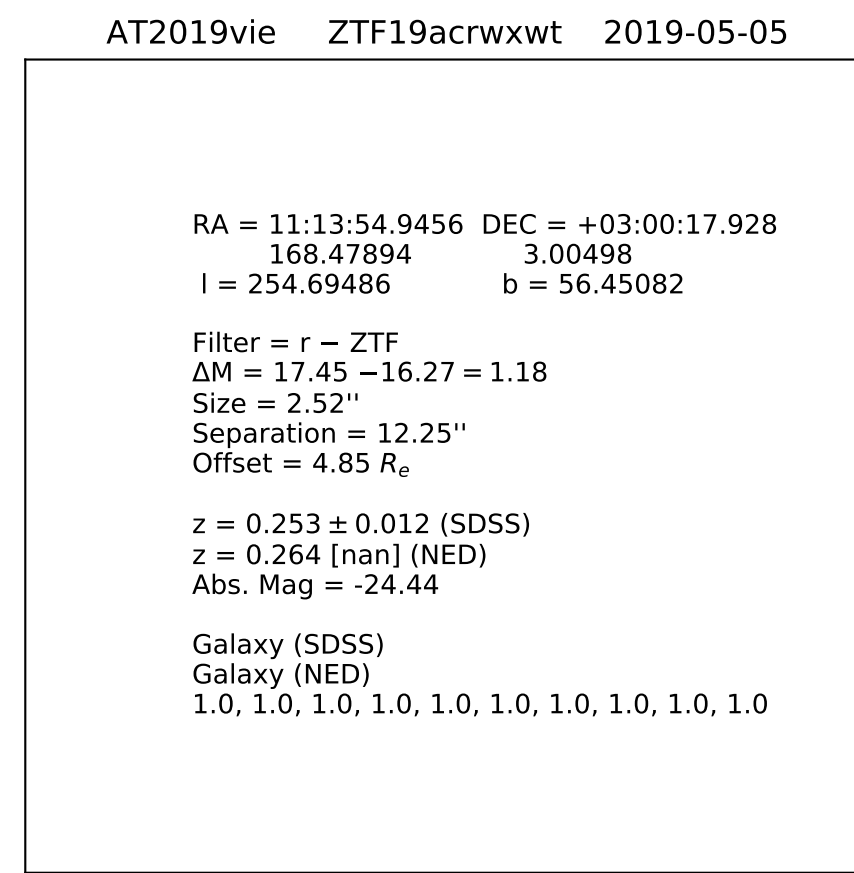 AT2019vie ZTF19acrwxwt 2019-05-05
RA = 11:13:54.9456 DEC = +03:00:17.928
168.47894 3.00498
l = 254.69486 b = 56.45082
Filter = r − ZTF
ΔM = 17.45 −16.27 = 1.18
Size = 2.52''
Separation = 12.25''
Offset = 4.85 Re
z = 0.253 ± 0.012 (SDSS)
z = 0.264 [nan] (NED)
Abs. Mag = -24.44
Galaxy (SDSS)
Galaxy (NED)
1.0, 1.0, 1.0, 1.0, 1.0, 1.0, 1.0, 1.0, 1.0, 1.0